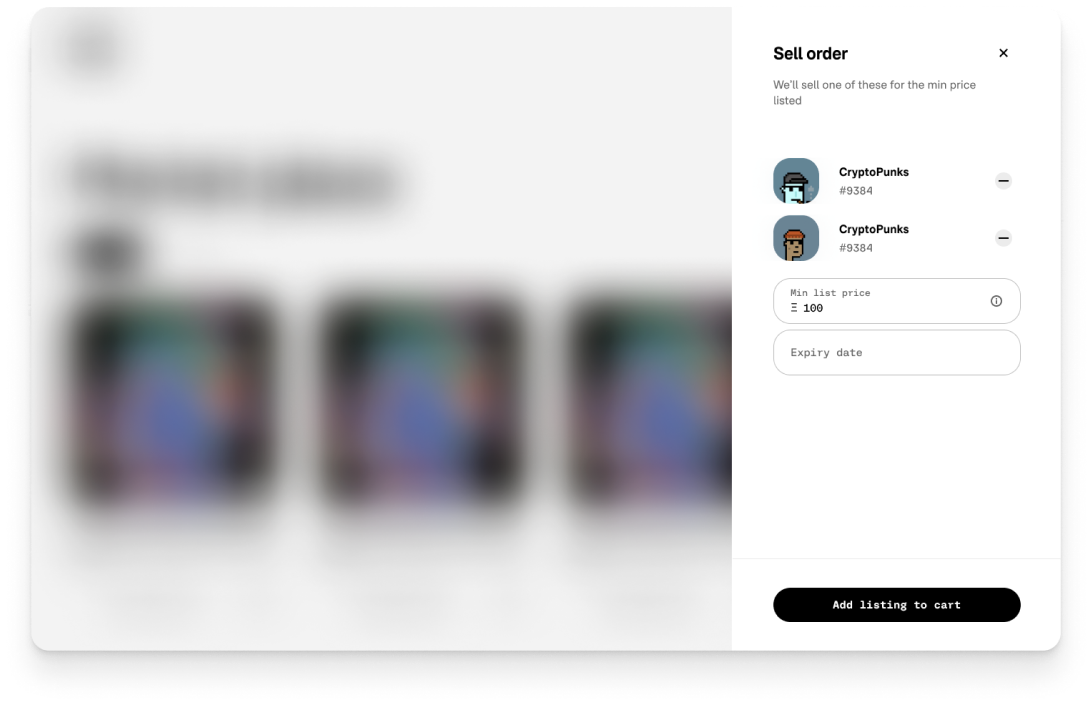 Sell order
We'll sell one of these for the min price
listed
CryptoPunks
#9384
CryptoPunks
#9384
Min list price
Ξ 100
Expiry date
Add listing to cart